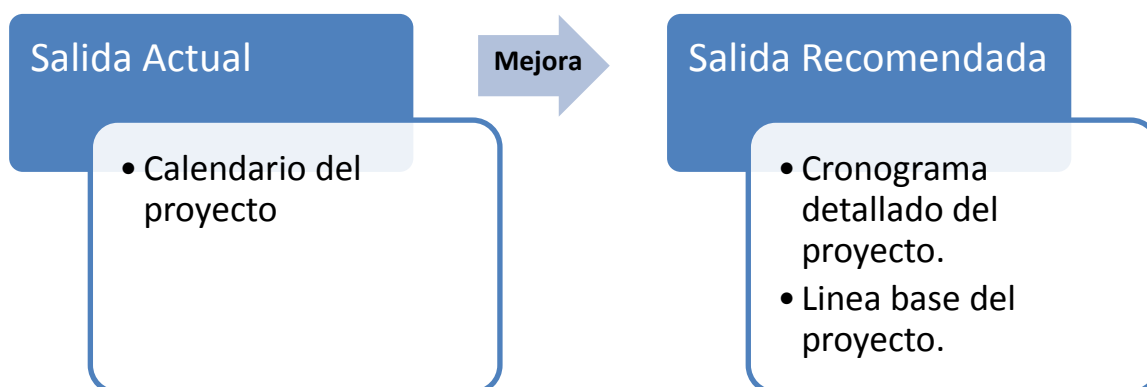 Salida Actual
• Calendario del
proyecto
Mejora
Salida Recomendada
• Cronograma
detallado del
proyecto.
• Linea base del
proyecto.